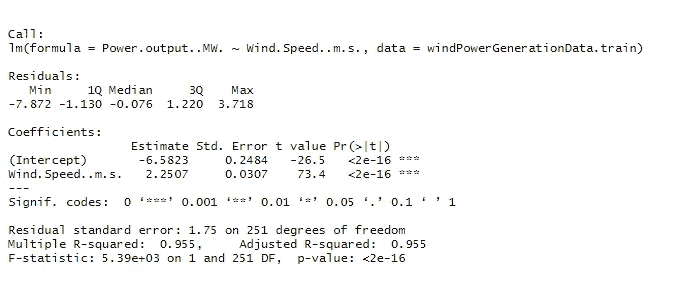 Call:
lm(formula = Power.output..MW. ~ Wind.Speed..m.s., data = windPowerGenerationData.train)
Residuals:
Min 1Q Median 3Q Max
-7.872 -1.130 -0.076 1.220 3.718
Coefficients:
Estimate Std. Error t value Pr(>|t|)
(Intercept) -6.5823 0.2484 -26.5 <2e-16 ***
Wind.Speed..m.s. 2.2507 0.0307 73.4 <2e-16 ***
---
Signif. codes: 0 ‘***’ 0.001 ‘**’ 0.01 ‘*’ 0.05 ‘.’ 0.1 ‘ ’ 1
Residual standard error: 1.75 on 251 degrees of freedom
Multiple R-squared: 0.955, Adjusted R-squared: 0.955
F-statistic: 5.39e+03 on 1 and 251 DF, p-value: <2e-16